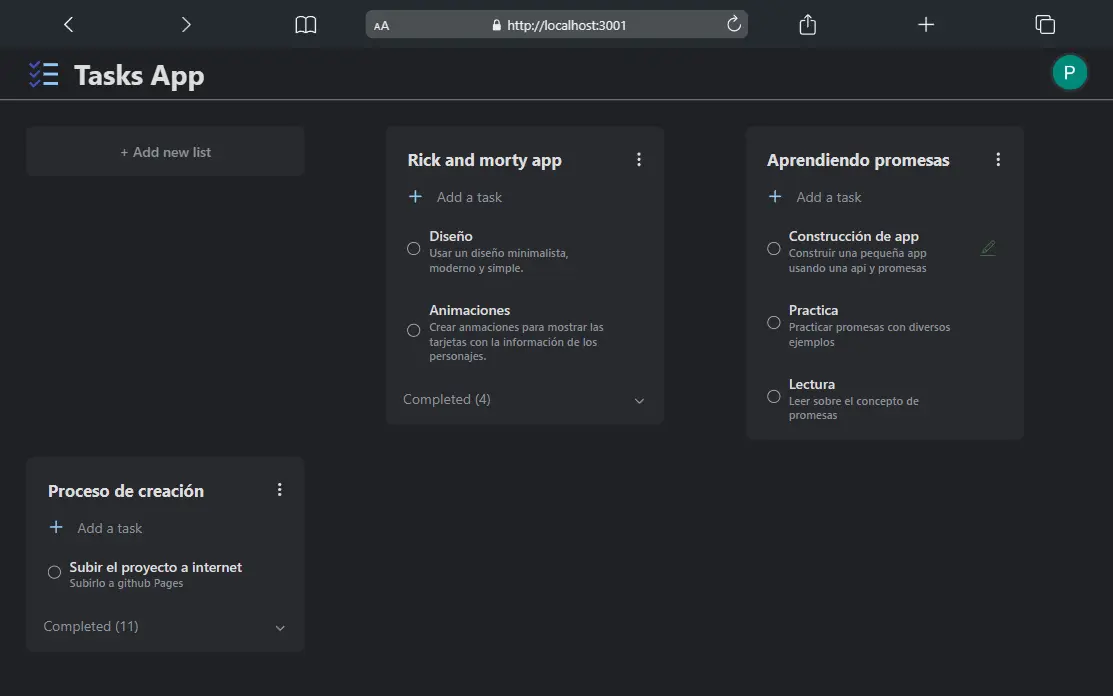 AA
http://localhost:3001
Tasks App
P
+ Add new list
Rick and morty app
Add a task
Diseño
Usar un diseño minimalista,
moderno y simple.
Animaciones
Crear anmaciones para mostrar las
tarjetas con la información de los
personajes.
Completed (4)
Aprendiendo promesas
Add a task
Construcción de app
Construir una pequeña app
usando una api y promesas
Practica
Practicar promesas con diversos
ejemplos
Lectura
Leer sobre el concepto de
promesas
Proceso de creación
Add a task
Subir el proyecto a internet
Subirlo a github Pages
Completed (11)